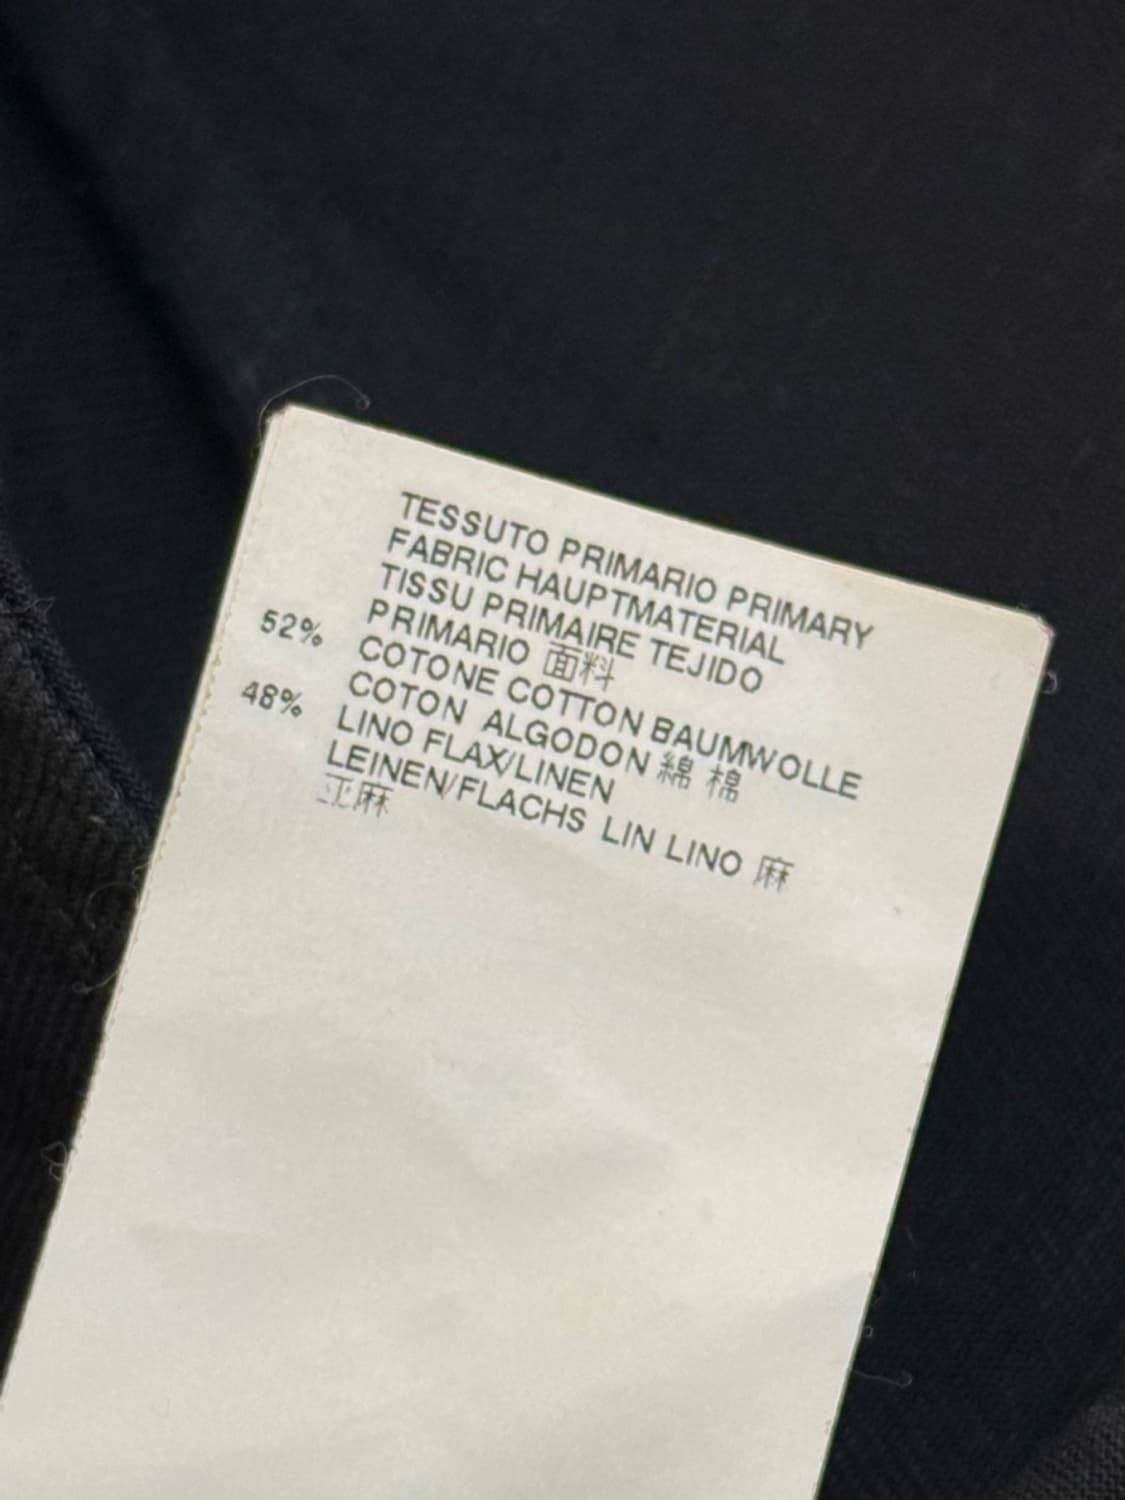 TESSUTO PRIMARIO PRIMARY
FABRIC HAUPTMATERIAL
TISSU PRIMAIRE TEJIDO
PRIMARIO 面料
52% COTONE COTTON BAUMWOLLE
COTON ALGODON 綿 棉
48% LINO FLAX/LINEN
LEINEN/FLACHS LIN LINO 麻
亚麻